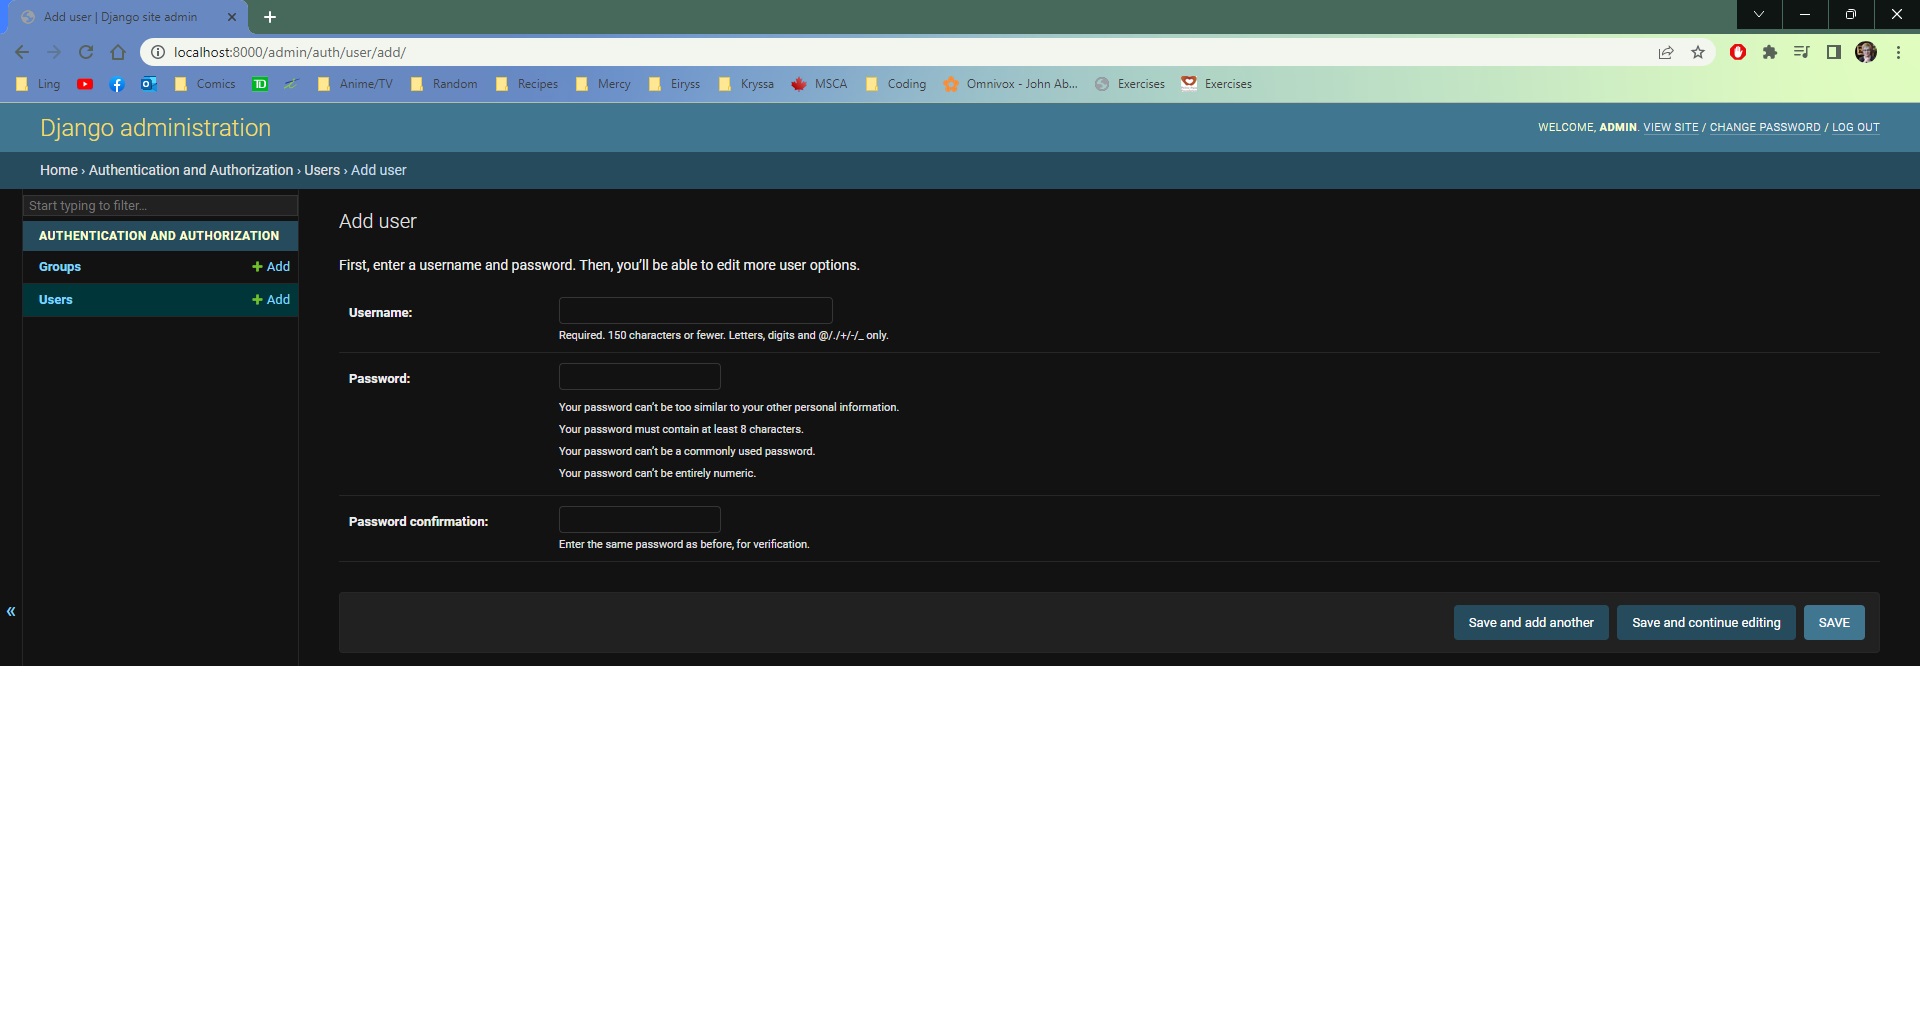 Add user | Django site admin
localhost:8000/admin/auth/user/add/
Ling Comics TD Anime/TV Random Recipes Mercy Eiryss Kryssa MSCA Coding Omnivox - John Ab... Exercises Exercises
Django administration
WELCOME, ADMIN. VIEW SITE / CHANGE PASSWORD / LOG OUT
Home › Authentication and Authorization › Users › Add user
Start typing to filter...
AUTHENTICATION AND AUTHORIZATION
Groups + Add
Users + Add
«
Add user
First, enter a username and password. Then, you’ll be able to edit more user options.
Username:
Required. 150 characters or fewer. Letters, digits and @/./+/-/_ only.
Password:
Your password can’t be too similar to your other personal information.
Your password must contain at least 8 characters.
Your password can’t be a commonly used password.
Your password can’t be entirely numeric.
Password confirmation:
Enter the same password as before, for verification.
Save and add another Save and continue editing SAVE